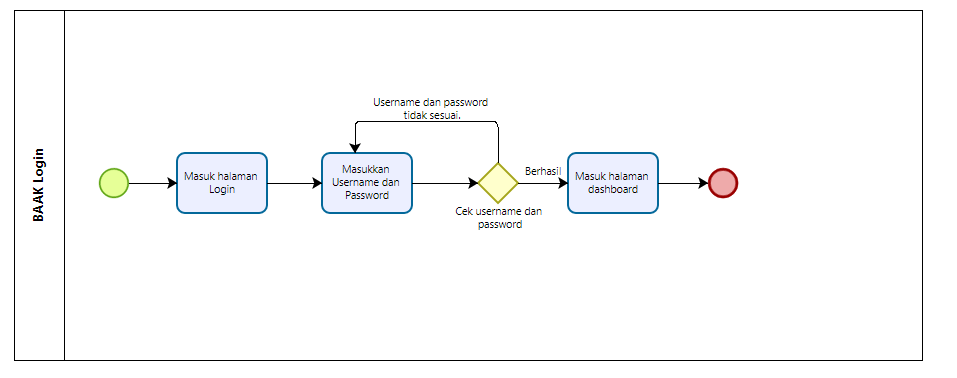 BAAK Login
Username dan password
tidak sesuai.
Masuk halaman
Login
Masukkan
Username dan
Password
Berhasil
Cek username dan
password
Masuk halaman
dashboard